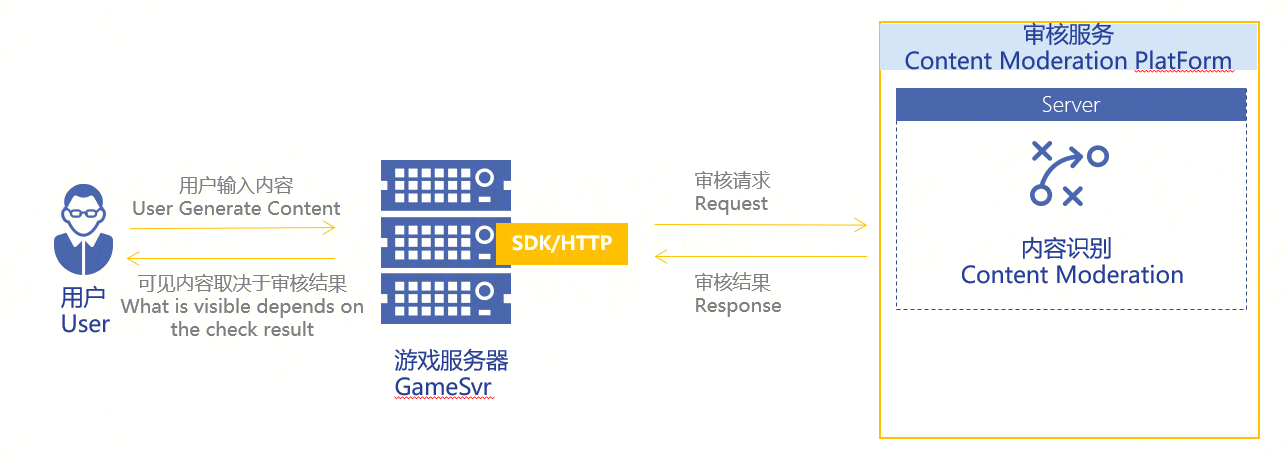 审核服务
Content Moderation PlatForm
Server
用户输入内容
User Generate Content
审核请求
Request
SDK/HTTP
内容识别
Content Moderation
可见内容取决于审核结果
What is visible depends on
the check result
审核结果
Response
用户
User
游戏服务器
GameSvr